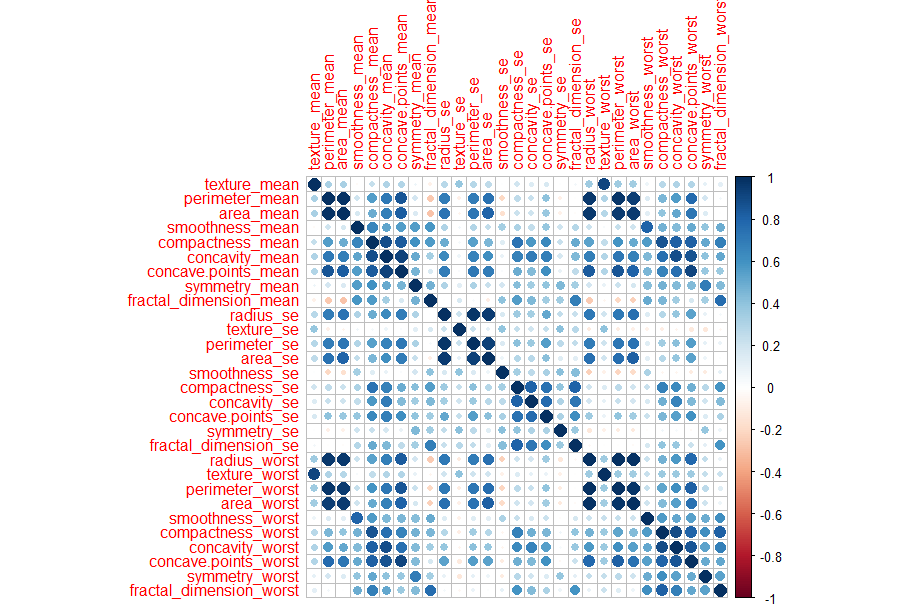 texture_mean
perimeter_mean
area_mean
smoothness_mean
compactness_mean
concavity_mean
concave.points_mean
symmetry_mean
fractal_dimension_mean
radius_se
texture_se
perimeter_se
area_se
smoothness_se
compactness_se
concavity_se
concave.points_se
symmetry_se
fractal_dimension_se
radius_worst
texture_worst
perimeter_worst
area_worst
smoothness_worst
compactness_worst
concavity_worst
concave.points_worst
symmetry_worst
fractal_dimension_worst
texture_mean
perimeter_mean
area_mean
smoothness_mean
compactness_mean
concavity_mean
concave.points_mean
symmetry_mean
fractal_dimension_mean
radius_se
texture_se
perimeter_se
area_se
smoothness_se
compactness_se
concavity_se
concave.points_se
symmetry_se
fractal_dimension_se
radius_worst
texture_worst
perimeter_worst
area_worst
smoothness_worst
compactness_worst
concavity_worst
concave.points_worst
symmetry_worst
fractal_dimension_worst
1
0.8
0.6
0.4
0.2
0
-0.2
-0.4
-0.6
-0.8
-1